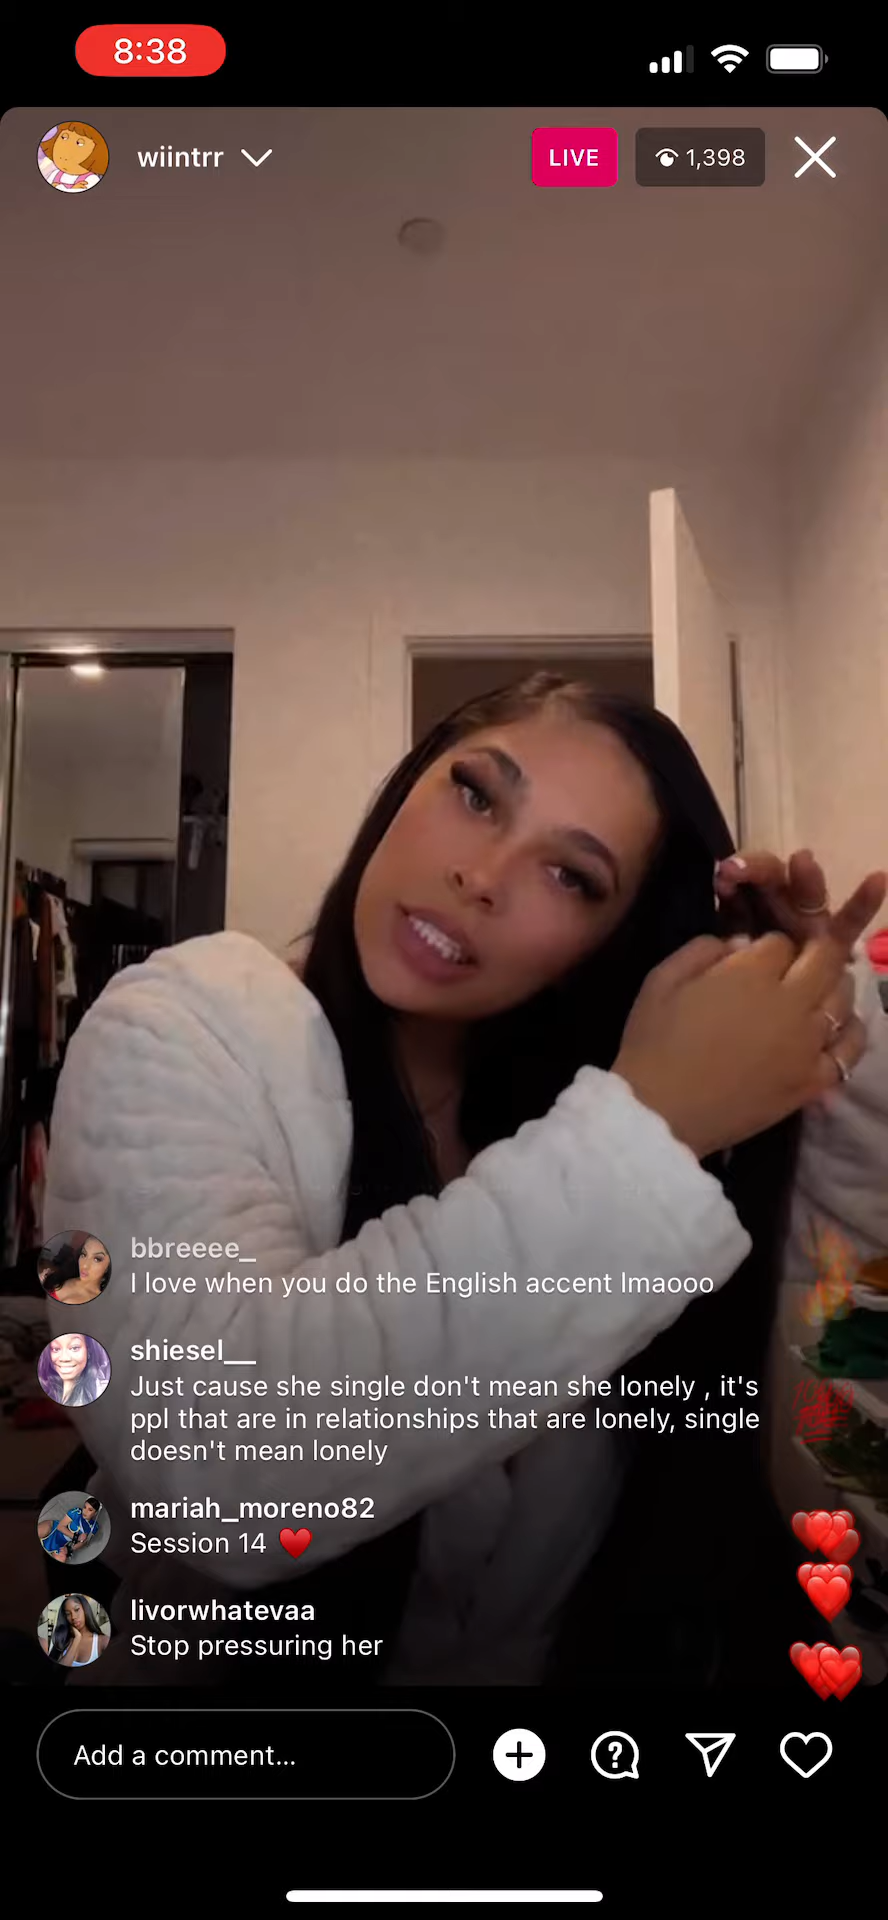 8:38
wiintrr
LIVE
1,398
bbreeee_
I love when you do the English accent lmaooo
shiesel__
Just cause she single don't mean she lonely , it's
ppl that are in relationships that are lonely, single
doesn't mean lonely
mariah_moreno82
Session 14 ♥️
livorwhatevaa
Stop pressuring her
Add a comment...